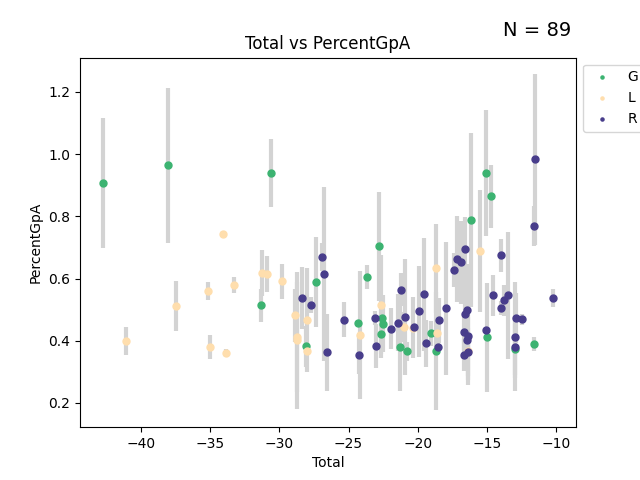 N = 89
Total vs PercentGpA
G
L
R
1.2
1.0
0.8
0.6
0.4
0.2
PercentGpA
−40 −35 −30 −25 −20 −15 −10
Total